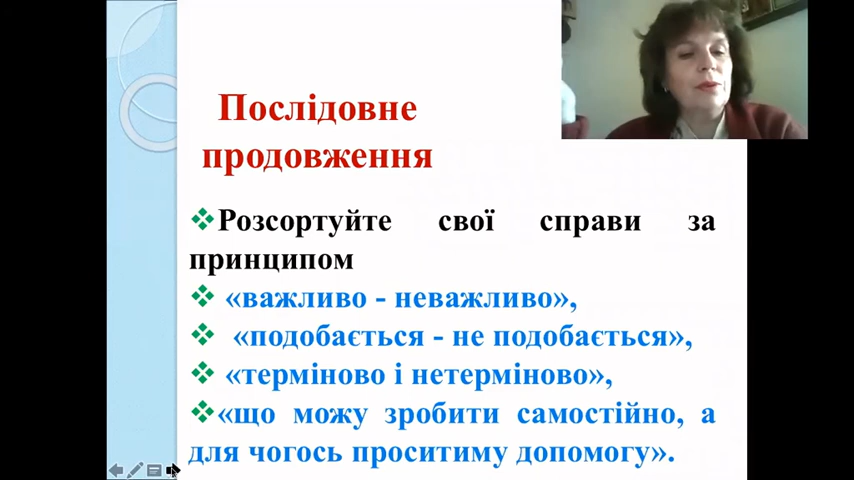 Послідовне
продовження
Розсортуйте свої справи за
принципом
«важливо - неважливо»,
«подобається - не подобається»,
«терміново і нетерміново»,
«що можу зробити самостійно, а
для чогось проситиму допомогу».